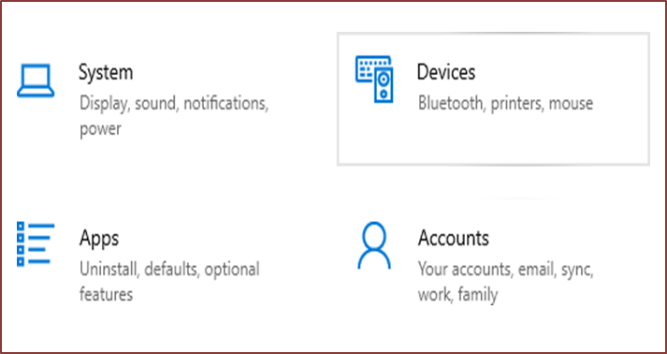 System
Display, sound, notifications,
power
Devices
Bluetooth, printers, mouse
Apps
Uninstall, defaults, optional
features
Accounts
Your accounts, email, sync,
work, family